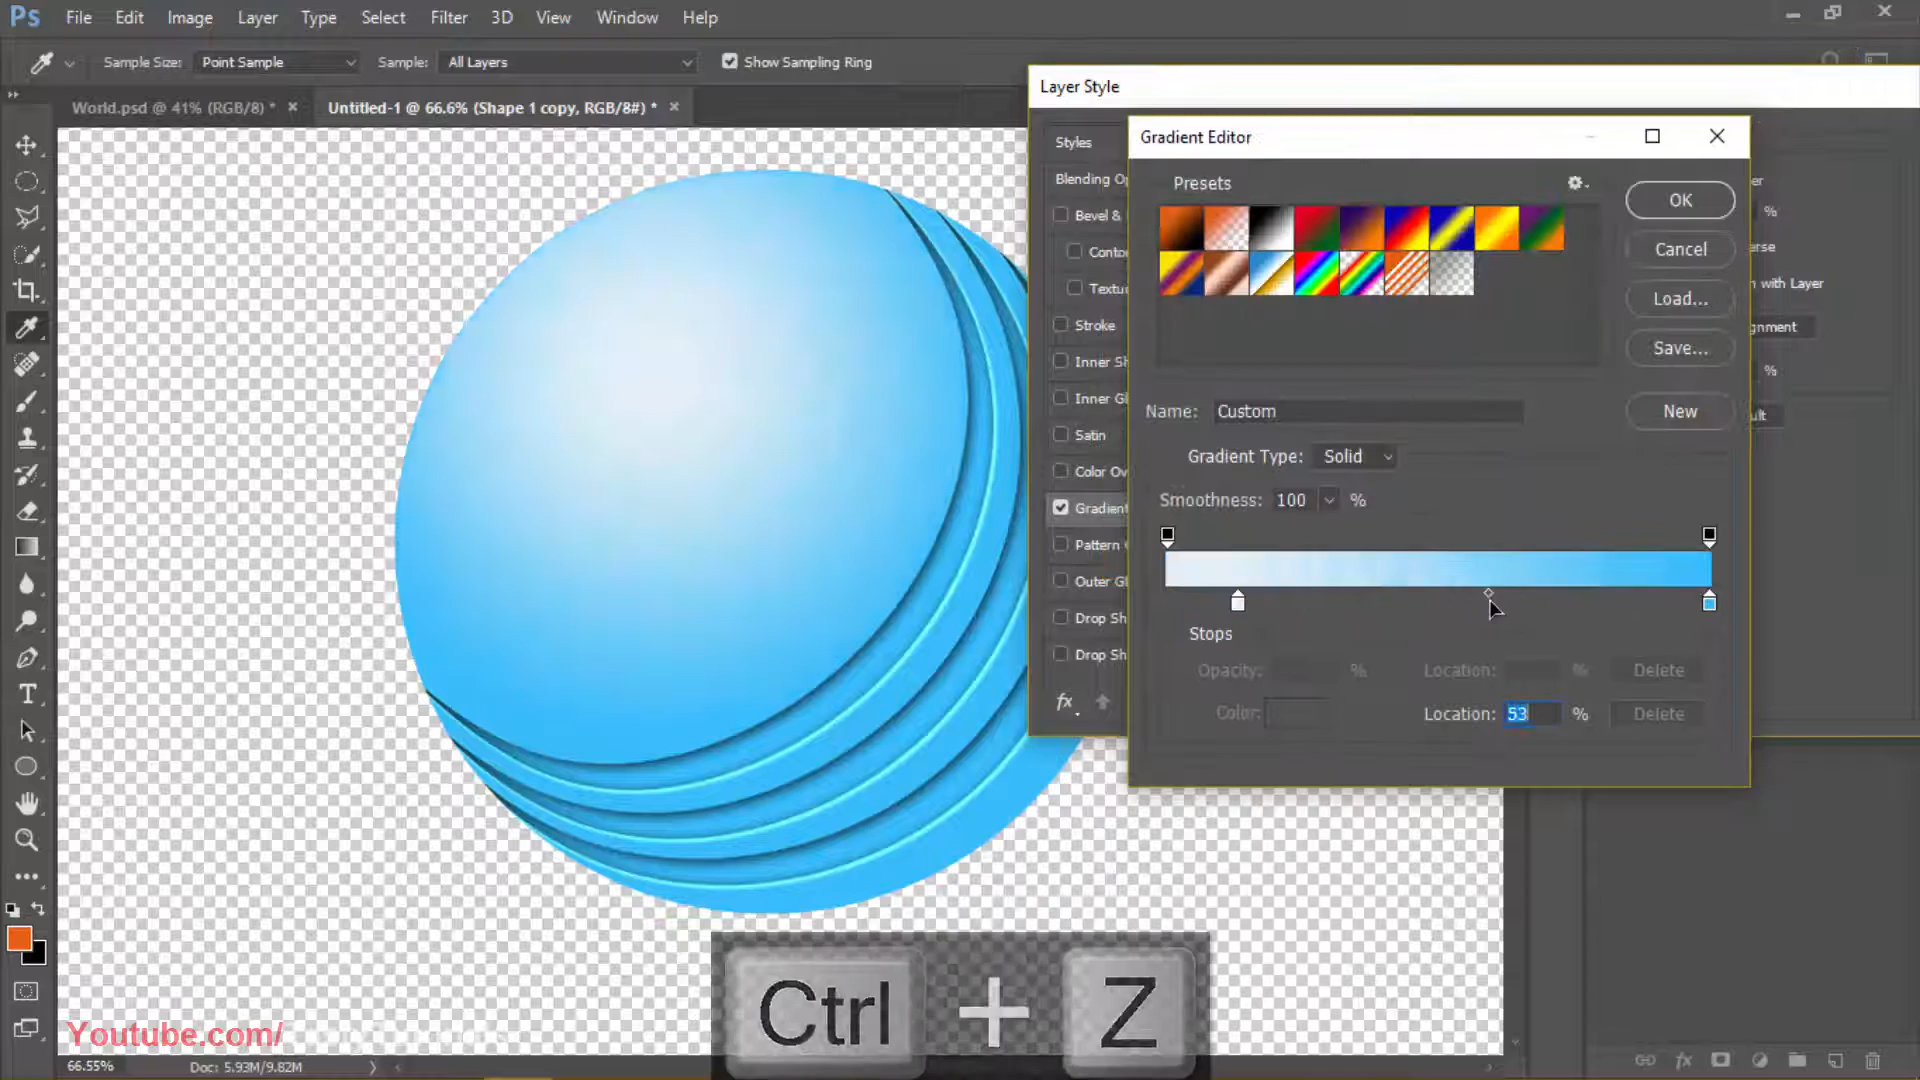 Ps File Edit Image Layer Type Select Filter 3D View Window Help
Sample Size: Point Sample Sample: All Layers Show Sampling Ring
World.psd @ 41% (RGB/8) * × Untitled-1 @ 66.6% (Shape 1 copy, RGB/8#) * ×
Layer Style
Gradient Editor
Styles
Presets
Blending Op
OK
Bevel &
%
Cancel
erse
Conto
Textu
Load...
n with Layer
Stroke
gnment
Save...
Inner Sh
%
Inner Gl
Name: Custom
New
ult
Satin
Gradient Type: Solid
Color Ov
Smoothness: 100 %
Gradient
Pattern
Outer Gl
Drop Sh
Stops
Drop Sh
Opacity: % Location: % Delete
fx
Color: Location: 53 % Delete
T
Ctrl + Z
Youtube.com/
66.55% Doc: 5.93M/9.82M
fx